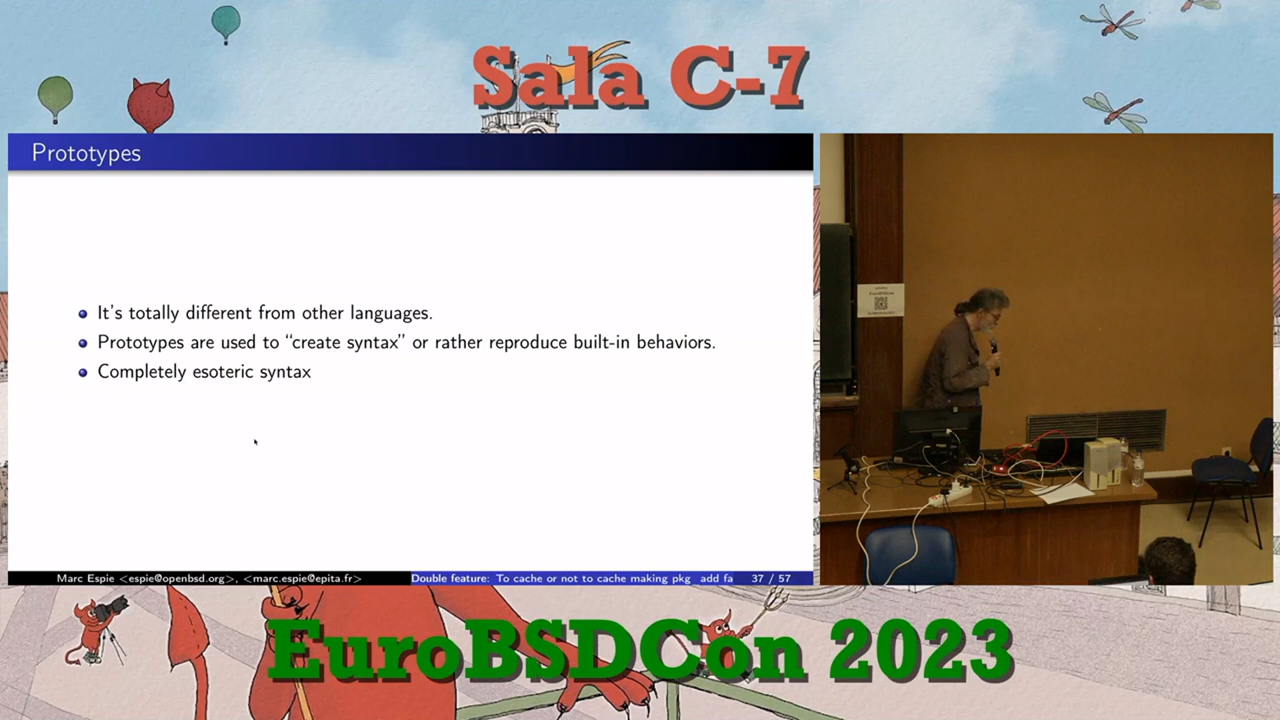 Sala C-7
Prototypes
It's totally different from other languages.
Prototypes are used to “create syntax” or rather reproduce built-in behaviors.
Completely esoteric syntax
Marc Espie <espie@openbsd.org>, <marc.espie@epita.fr>
Double feature: To cache or not to cache making pkg_add fa
37 / 57
EuroBSDCon 2023